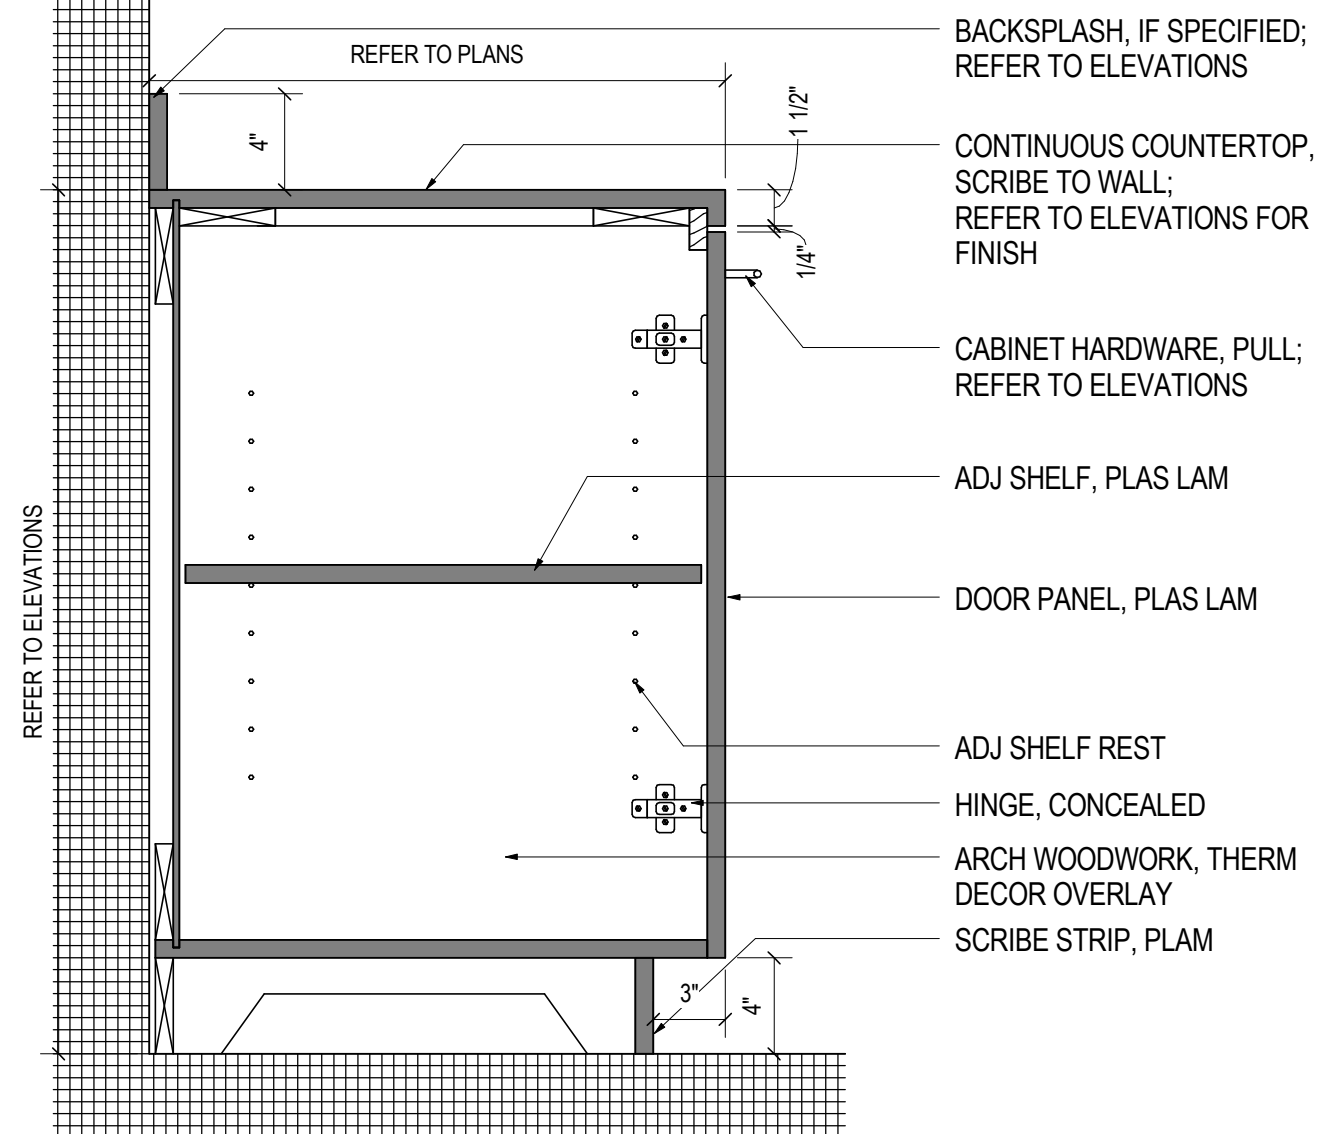 BACKSPLASH, IF SPECIFIED;
REFER TO ELEVATIONS
REFER TO PLANS
4"
1 1/2"
CONTINUOUS COUNTERTOP,
SCRIBE TO WALL;
REFER TO ELEVATIONS FOR
FINISH
1/4"
CABINET HARDWARE, PULL;
REFER TO ELEVATIONS
ADJ SHELF, PLAS LAM
REFER TO ELEVATIONS
DOOR PANEL, PLAS LAM
ADJ SHELF REST
HINGE, CONCEALED
ARCH WOODWORK, THERM
DECOR OVERLAY
SCRIBE STRIP, PLAM
3"
4"